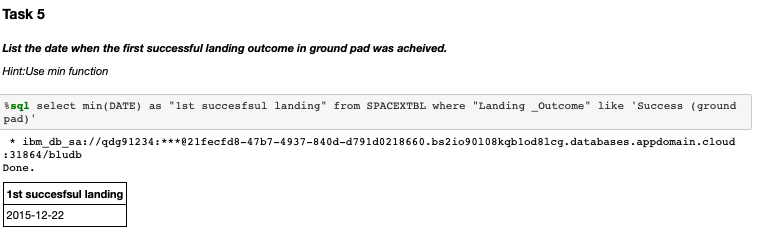 Task 5
List the date when the first successful landing outcome in ground pad was acheived.
Hint:Use min function
%sql select min(DATE) as "1st succesfsul landing" from SPACEXTBL where "Landing _Outcome" like 'Success (ground
pad)'
* ibm_db_sa://qdg91234:***@21fecfd8-47b7-4937-840d-d791d0218660.bs2io90l08kqb1od8lcg.databases.appdomain.cloud
:31864/bludb
Done.
1st succesfsul landing
2015-12-22